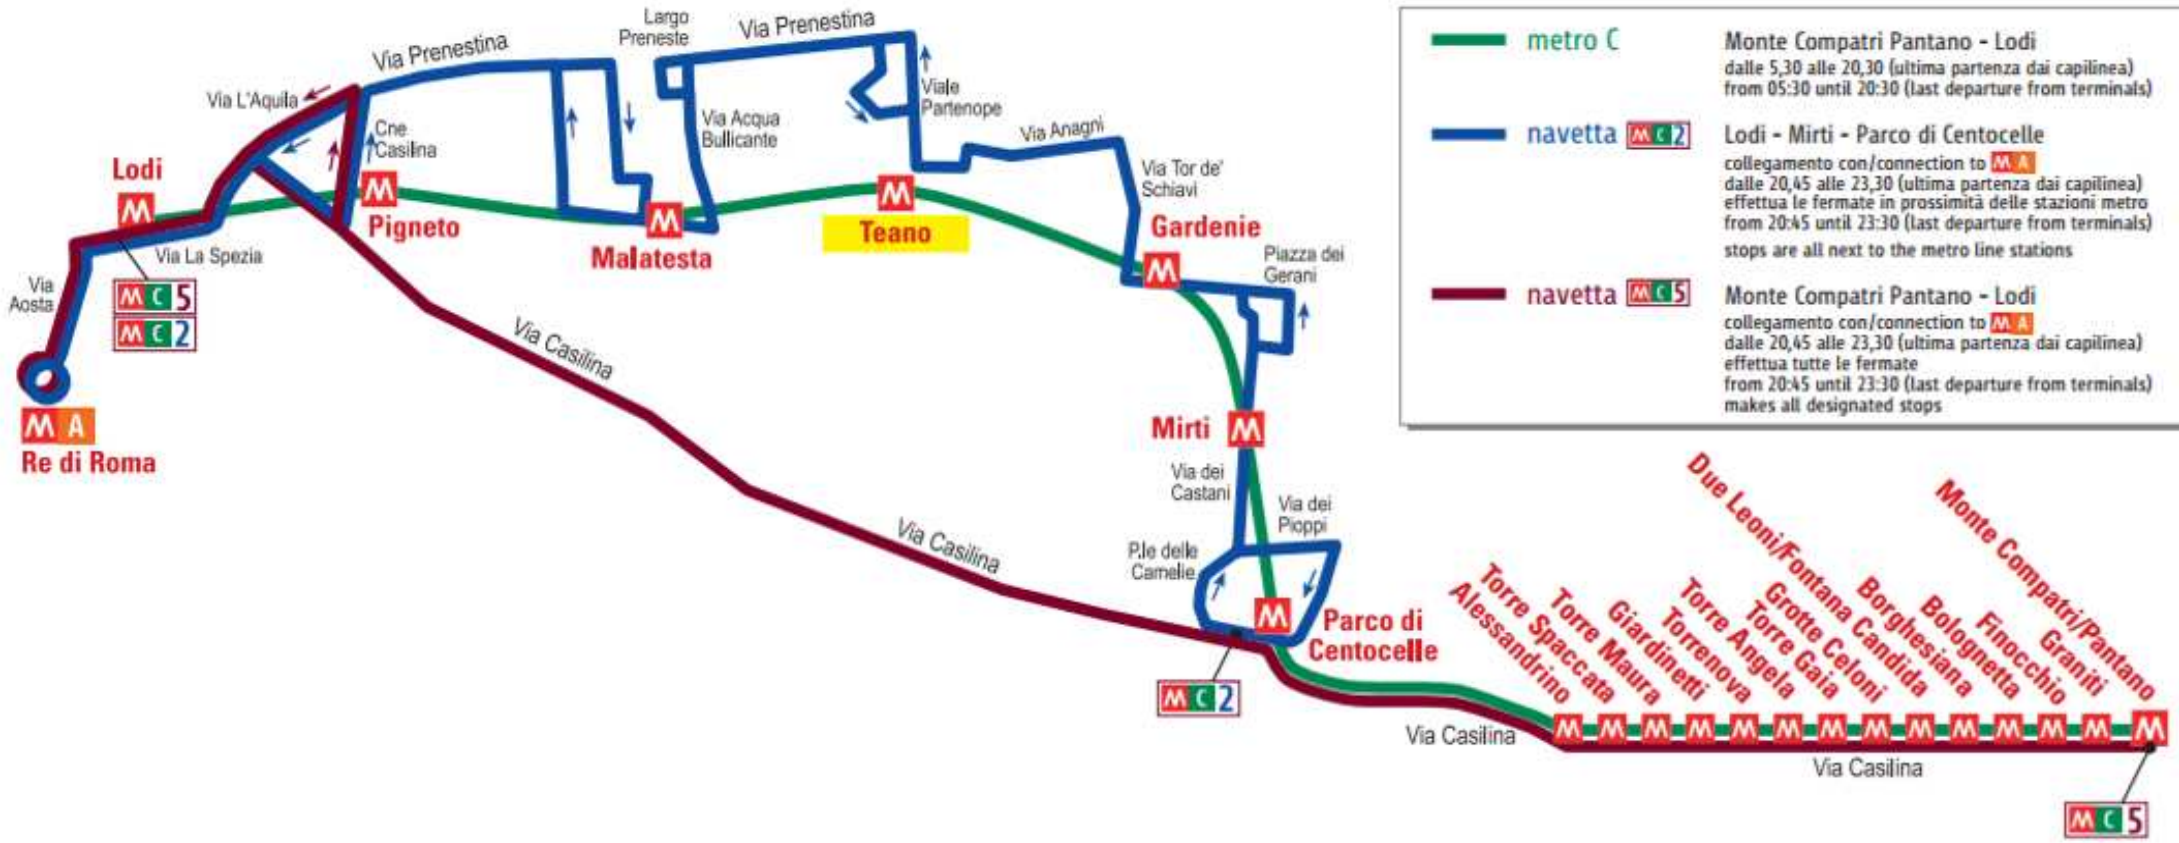 Largo
Preneste
Via Prenestina
Via Prenestina
Via L'Aquila
Cne
Casilina
Via Acqua
Bullicante
Viale
Partenope
Via Anagni
Via Tor de'
Schiavi
Lodi
M
M
Pigneto
M
Malatesta
M
Teano
Gardenie
M
Piazza dei
Gerani
Via La Spezia
Via
Aosta
M C 5
M C 2
M A
Re di Roma
Via Casilina
Via Casilina
Mirti
M
Via dei
Castani
Via dei
Pioppi
P.le delle
Camelie
M
Parco di
Centocelle
M C 2
Via Casilina
Via Casilina
Alessandrino
Torre Spaccata
Torre Maura
Giardinetti
Torrenova
Torre Angela
Torre Gaia
Grotte Celoni
Due Leoni/Fontana Candida
Borghesiana
Bolognetta
Finocchio
Graniti
Monte Compatri/Pantano
M M M M M M M M M M M M M M
M C 5
metro C
Monte Compatri Pantano - Lodi
dalle 5,30 alle 20,30 (ultima partenza dai capilinea)
from 05:30 until 20:30 (last departure from terminals)
navetta M C 2
Lodi - Mirti - Parco di Centocelle
collegamento con/connection to M A
dalle 20,45 alle 23,30 (ultima partenza dai capilinea)
effettua le fermate in prossimità delle stazioni metro
from 20:45 until 23:30 (last departure from terminals)
stops are all next to the metro line stations
navetta M C 5
Monte Compatri Pantano - Lodi
collegamento con/connection to M A
dalle 20,45 alle 23,30 (ultima partenza dai capilinea)
effettua tutte le fermate
from 20:45 until 23:30 (last departure from terminals)
makes all designated stops